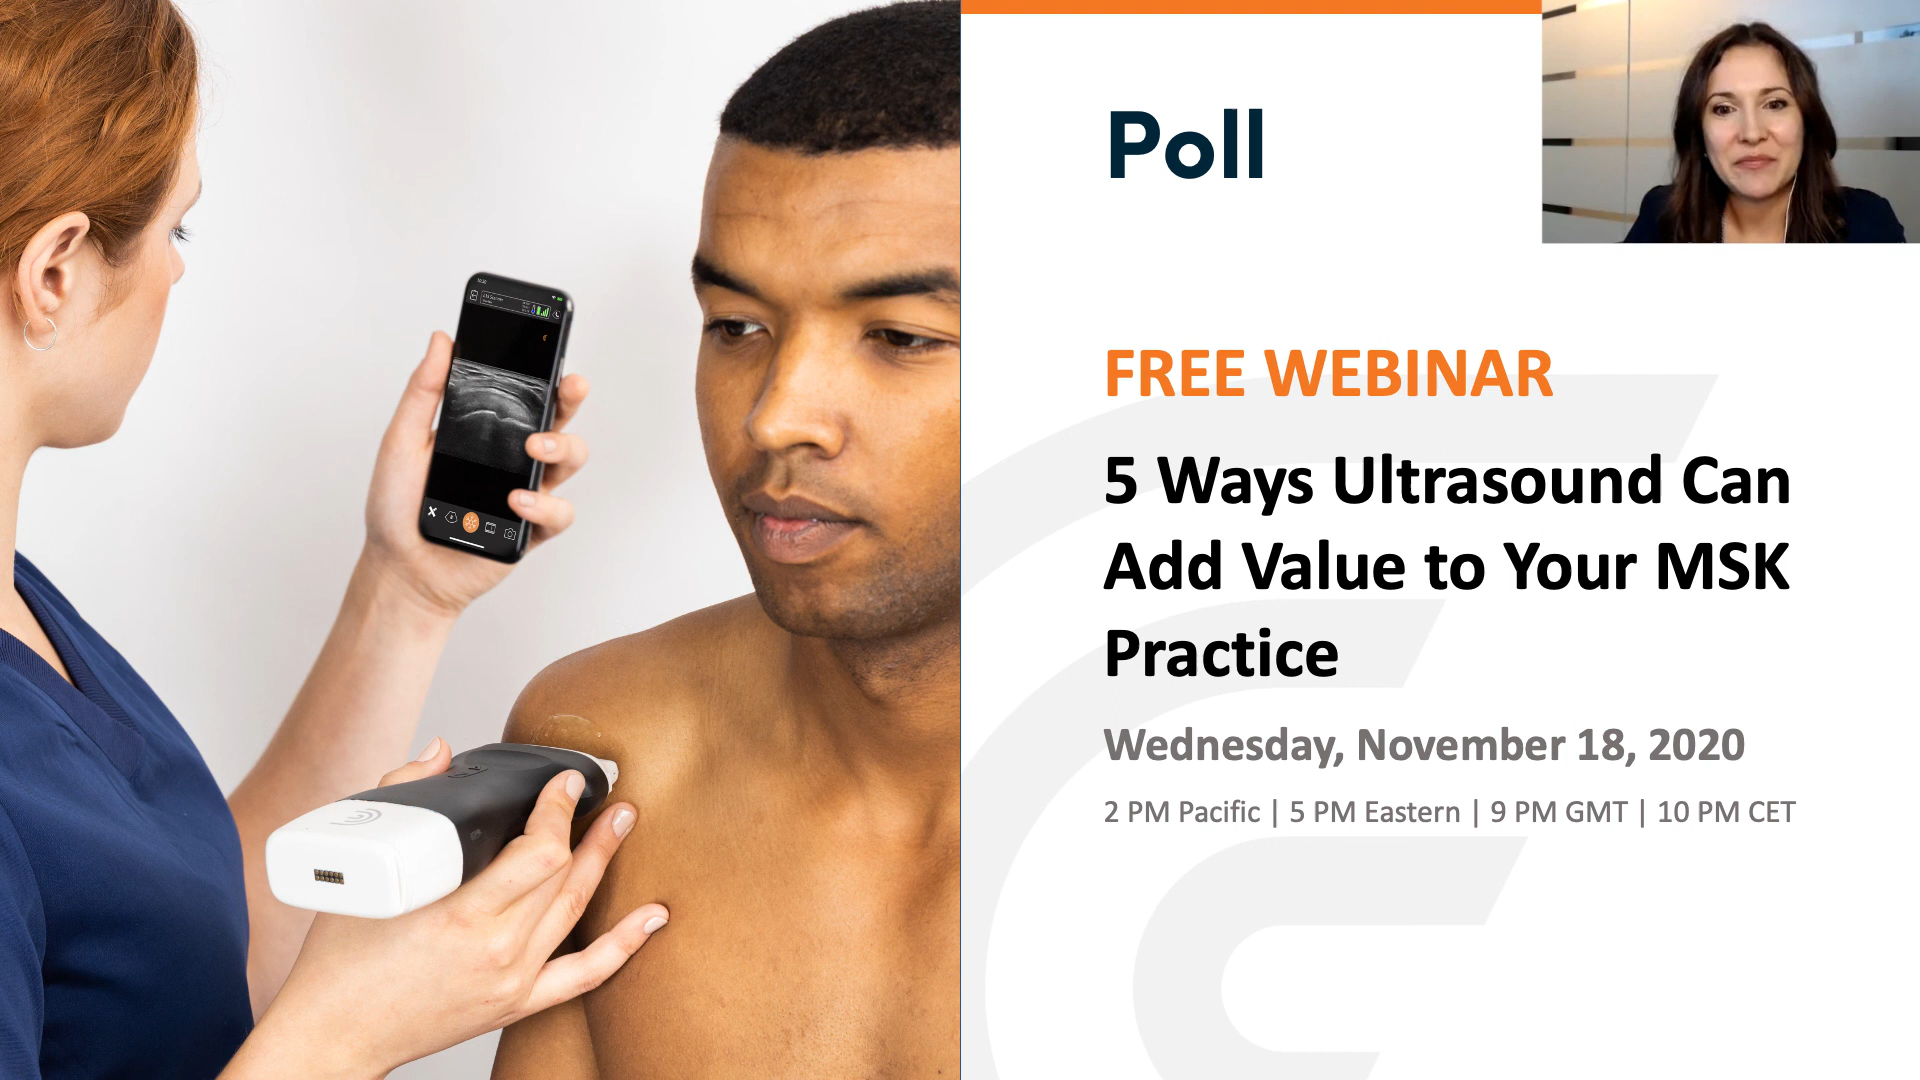 Poll
FREE WEBINAR
5 Ways Ultrasound Can
Add Value to Your MSK
Practice
Wednesday, November 18, 2020
2 PM Pacific | 5 PM Eastern | 9 PM GMT | 10 PM CET